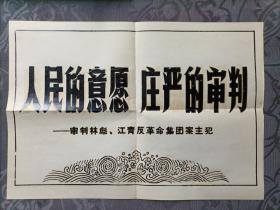 人民的意愿 庄严的审判
——审判林彪、江青反革命集团案主犯